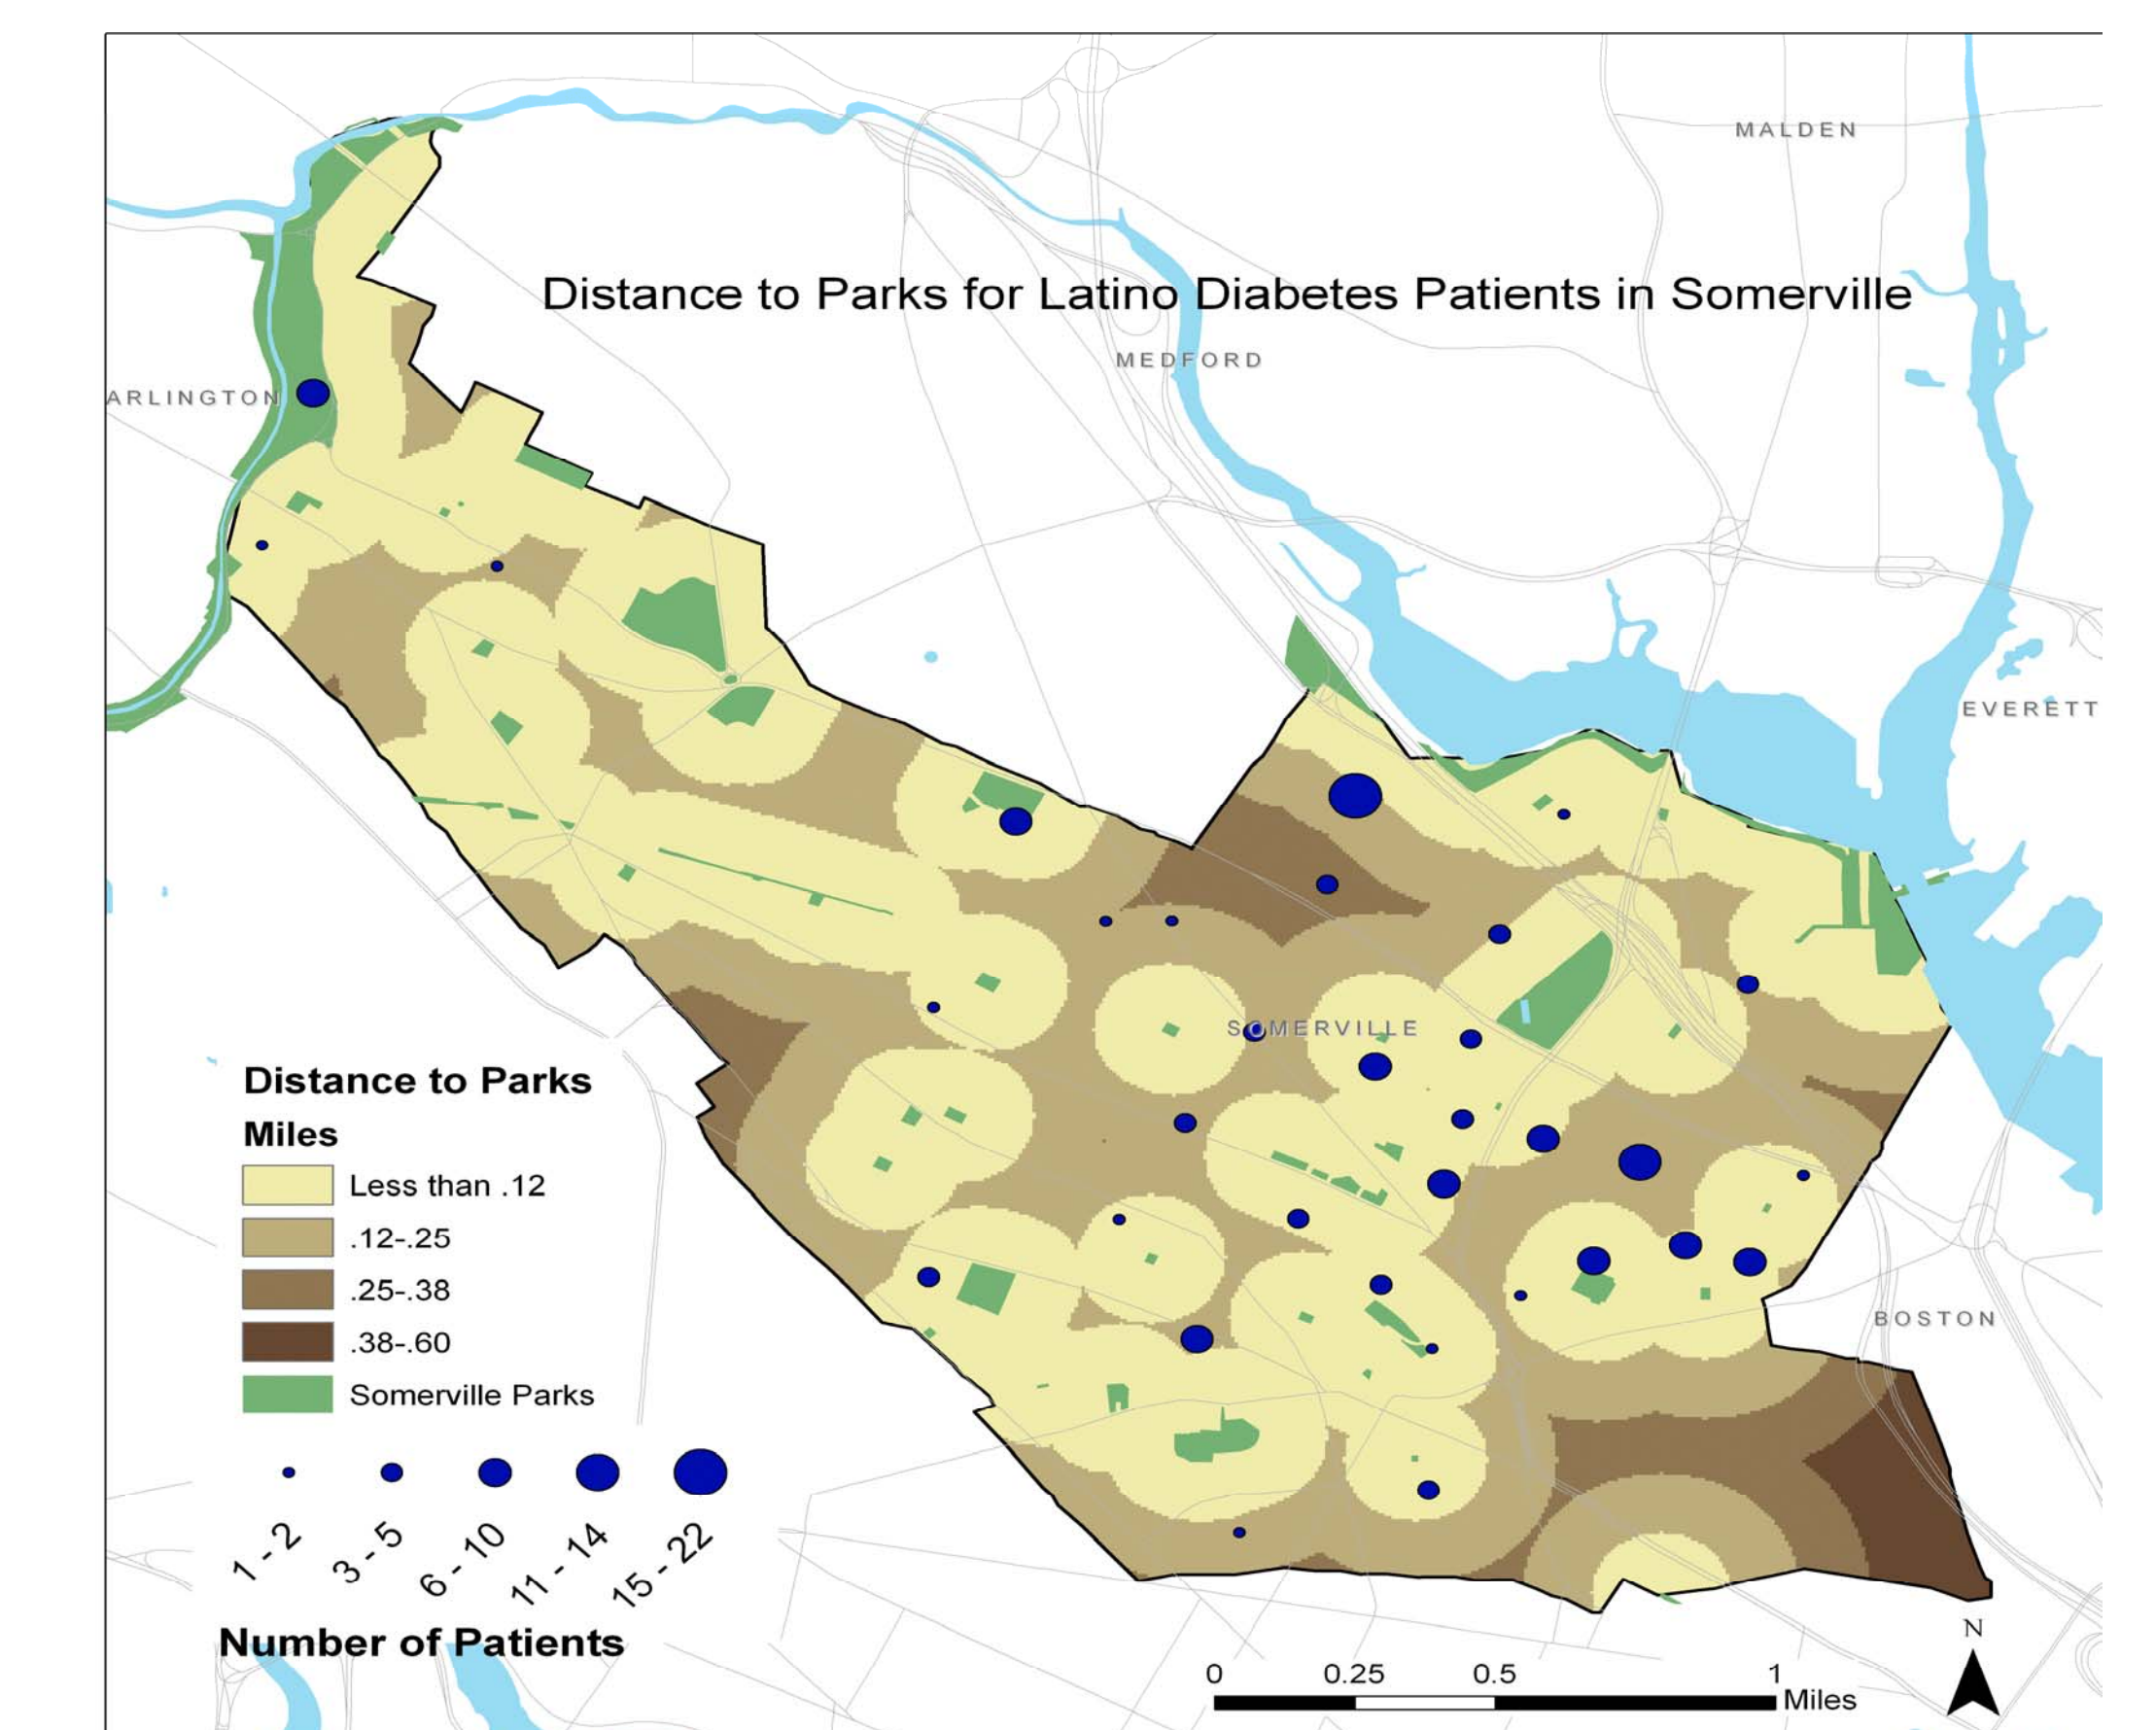 MALDEN
Distance to Parks for Latino Diabetes Patients in Somerville
MEDFORD
ARLINGTON
EVERETT
SOMERVILLE
Distance to Parks
Miles
Less than .12
.12-.25
.25-.38
.38-.60
Somerville Parks
BOSTON
1 - 2
3 - 5
6 - 10
11 - 14
15 - 22
Number of Patients
N
0 0.25 0.5 1
Miles